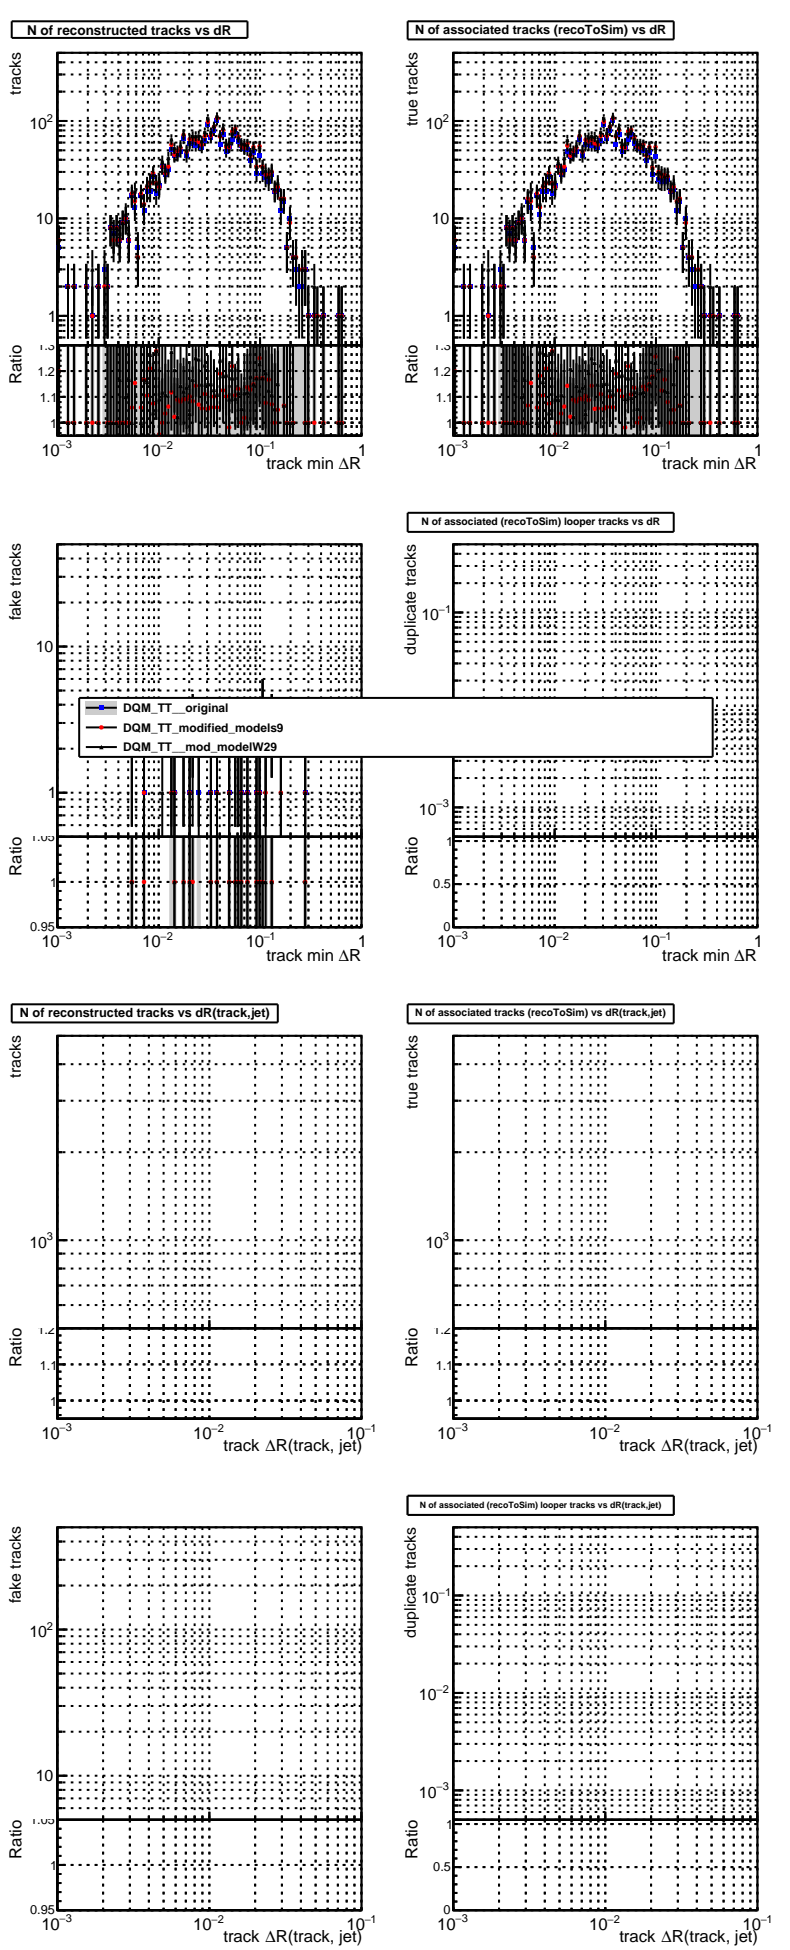 N of reconstructed tracks vs dR
N of associated tracks (recoToSim) vs dR
tracks
10²
10
1
Ratio
1.3
1.2
1.1
1
10⁻³ 10⁻² 10⁻¹ 1
track min ΔR
true tracks
10²
10
1
Ratio
1.3
1.2
1.1
1
10⁻³ 10⁻² 10⁻¹ 1
track min ΔR
N of associated (recoToSim) looper tracks vs dR
fake tracks
10
1
Ratio
1.05
1
0.95
10⁻³ 10⁻² 10⁻¹ 1
track min ΔR
duplicate tracks
10⁻¹
10⁻³
Ratio
1
0.5
0
10⁻³ 10⁻² 10⁻¹ 1
track min ΔR
DQM_TT__original
DQM_TT_modified_models9
DQM_TT__mod_modelW29
N of reconstructed tracks vs dR(track,jet)
N of associated tracks (recoToSim) vs dR(track,jet)
tracks
10³
Ratio
1.2
1.1
1
10⁻³ 10⁻² 10⁻¹
track ΔR(track, jet)
true tracks
10³
Ratio
1.2
1.1
1
10⁻³ 10⁻² 10⁻¹
track ΔR(track, jet)
N of associated (recoToSim) looper tracks vs dR(track,jet)
fake tracks
10²
10
Ratio
1.05
1
0.95
10⁻³ 10⁻² 10⁻¹
track ΔR(track, jet)
duplicate tracks
10⁻¹
10⁻²
10⁻³
Ratio
1
0.5
0
10⁻³ 10⁻² 10⁻¹
track ΔR(track, jet)